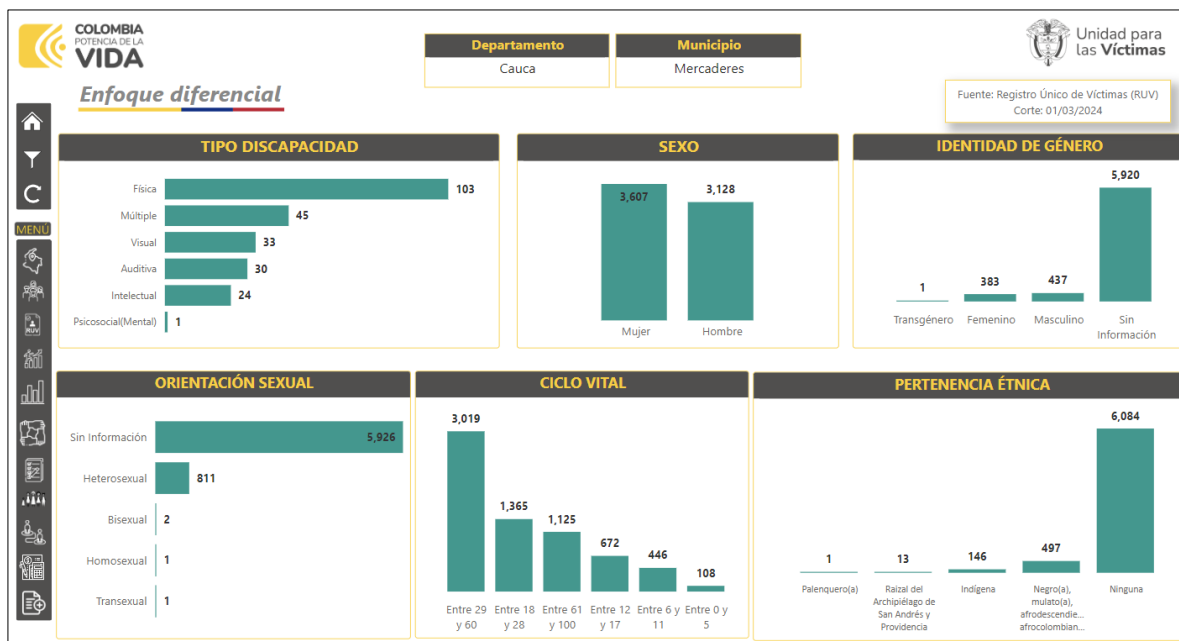 COLOMBIA
POTENCIA DE LA
VIDA
Departamento
Cauca
Municipio
Mercaderes
Unidad para
las Víctimas
Enfoque diferencial
Fuente: Registro Único de Víctimas (RUV)
Corte: 01/03/2024
MENÚ
RUV
TIPO DISCAPACIDAD
Física 103
Múltiple 45
Visual 33
Auditiva 30
Intelectual 24
Psicosocial(Mental) 1
SEXO
3,607 3,128
Mujer Hombre
IDENTIDAD DE GÉNERO
5,920
1 383 437
Transgénero Femenino Masculino Sin
Información
ORIENTACIÓN SEXUAL
Sin Información 5,926
Heterosexual 811
Bisexual 2
Homosexual 1
Transexual 1
CICLO VITAL
3,019
1,365
1,125
672
446
108
Entre 29 Entre 18 Entre 61 Entre 12 Entre 6 y Entre 0 y
y 60 y 28 y 100 y 17 11 5
PERTENENCIA ÉTNICA
6,084
1 13 146 497
Palenquero(a) Raizal del Indígena Negro(a), Ninguna
Archipiélago de mulato(a),
San Andrés y afrodescendie...
Providencia afrocolombian...